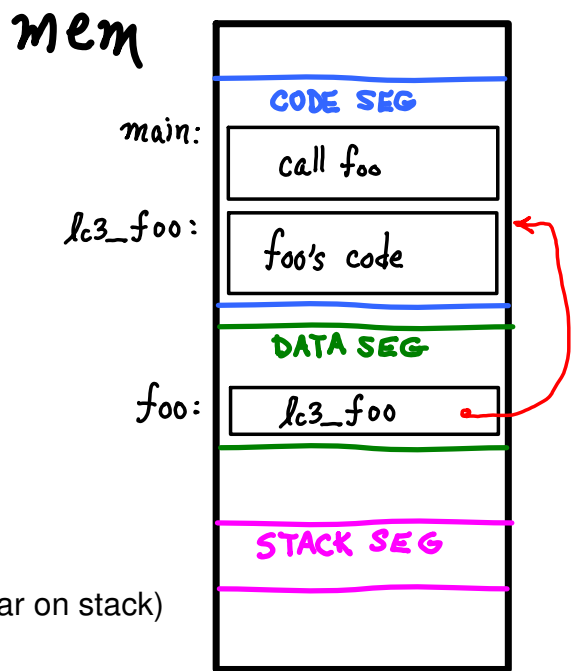 mem
CODE SEG
main:
call foo
lc3_foo:
foo's code
DATA SEG
foo:
lc3_foo
STACK SEG
ar on stack)